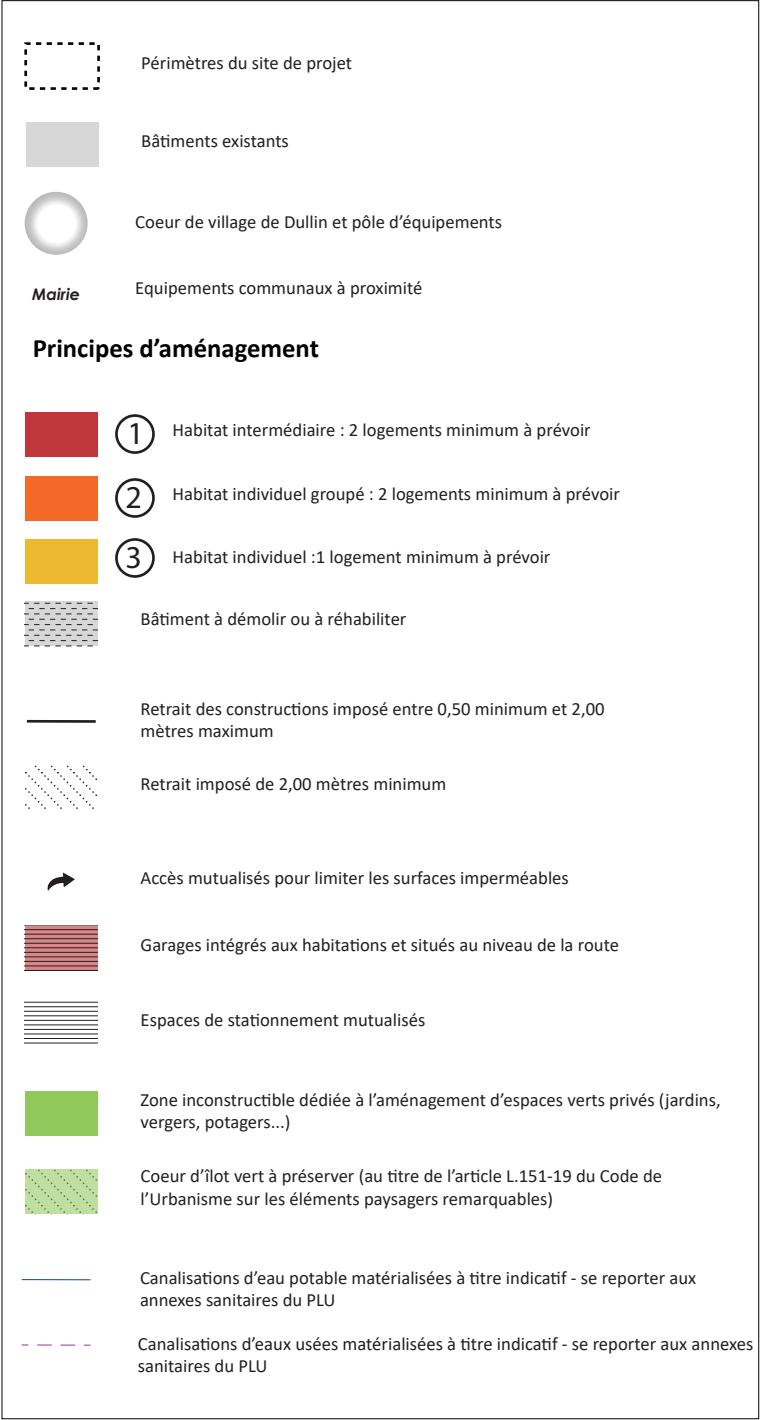 Périmètres du site de projet
Bâtiments existants
Coeur de village de Dullin et pôle d’équipements
Mairie Equipements communaux à proximité
Principes d’aménagement
1 Habitat intermédiaire : 2 logements minimum à prévoir
2 Habitat individuel groupé : 2 logements minimum à prévoir
3 Habitat individuel :1 logement minimum à prévoir
Bâtiment à démolir ou à réhabiliter
Retrait des constructions imposé entre 0,50 minimum et 2,00
mètres maximum
Retrait imposé de 2,00 mètres minimum
Accès mutualisés pour limiter les surfaces imperméables
Garages intégrés aux habitations et situés au niveau de la route
Espaces de stationnement mutualisés
Zone inconstructible dédiée à l’aménagement d’espaces verts privés (jardins,
vergers, potagers...)
Coeur d’îlot vert à préserver (au titre de l’article L.151-19 du Code de
l’Urbanisme sur les éléments paysagers remarquables)
Canalisations d’eau potable matérialisées à titre indicatif - se reporter aux
annexes sanitaires du PLU
Canalisations d’eaux usées matérialisées à titre indicatif - se reporter aux annexes
sanitaires du PLU